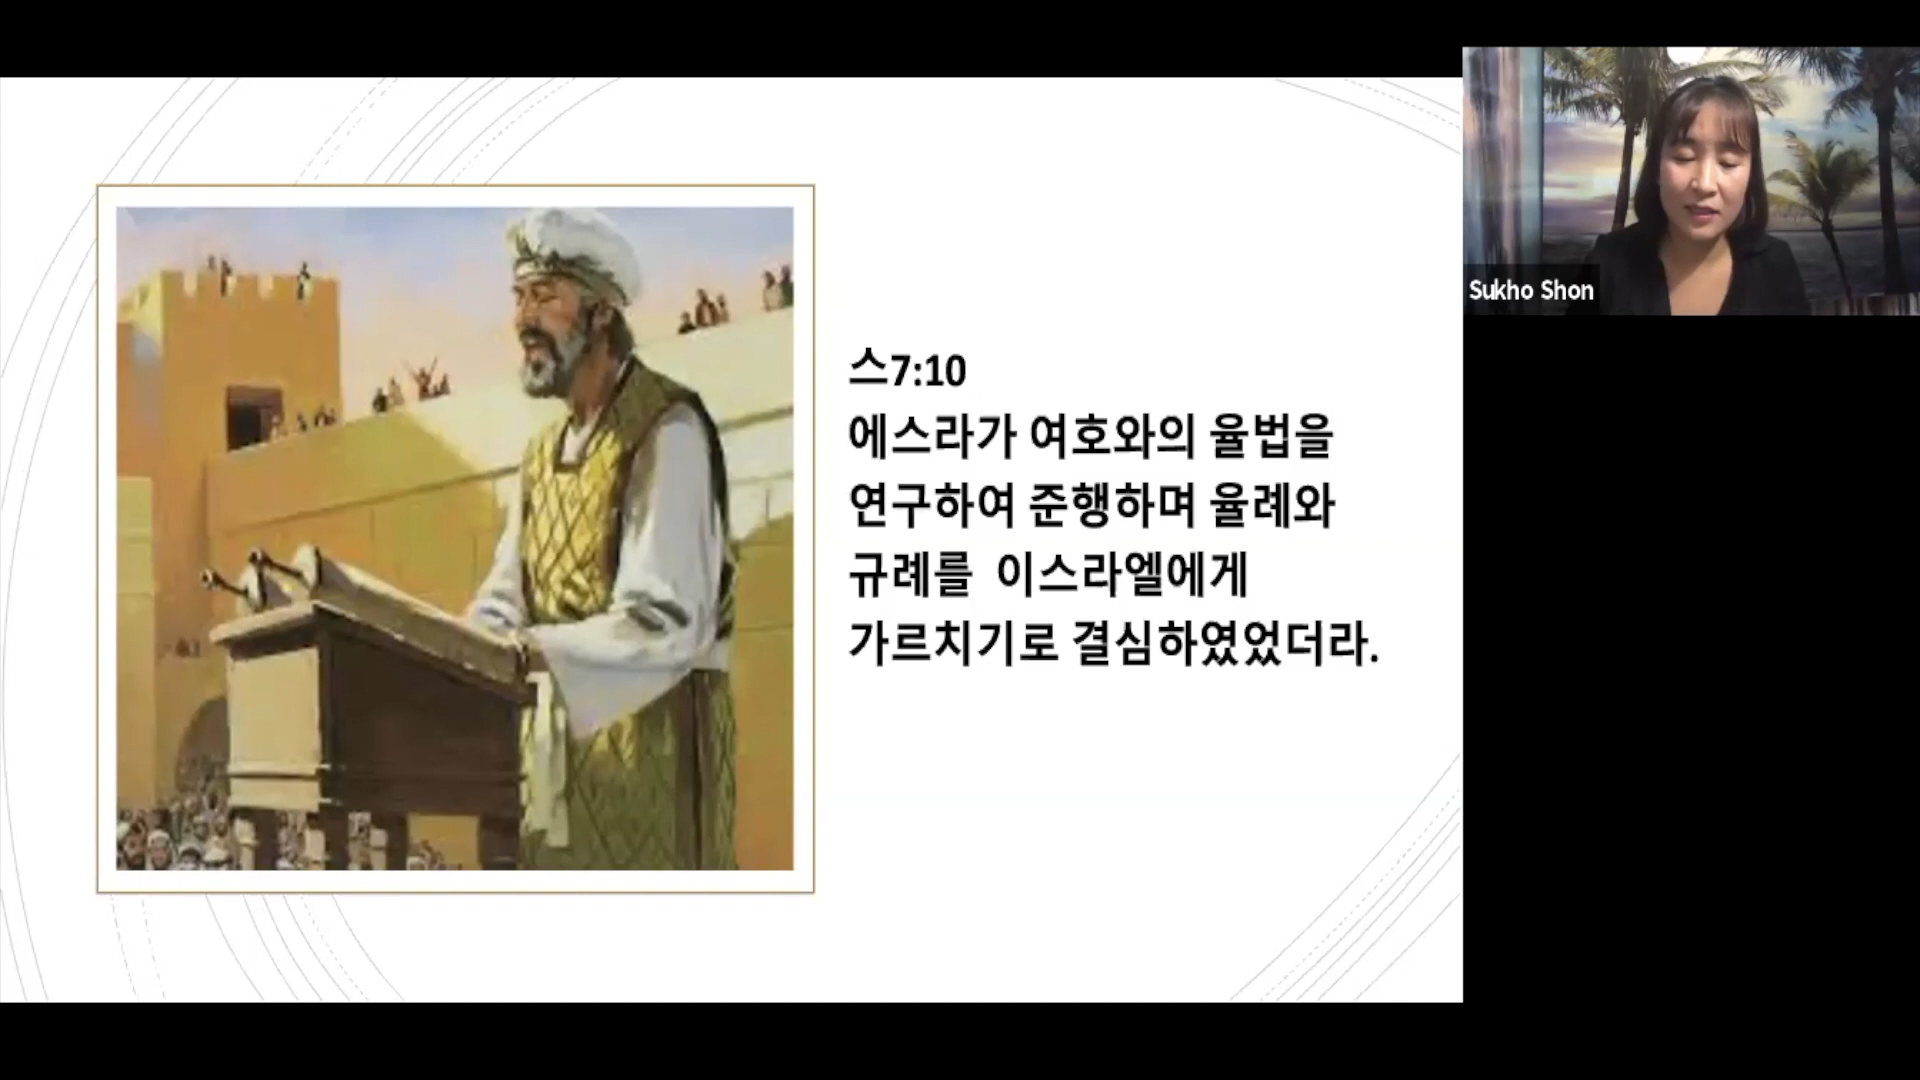 스7:10
에스라가 여호와의 율법을
연구하여 준행하며 율례와
규례를 이스라엘에게
가르치기로 결심하였었더라.
Sukho Shon